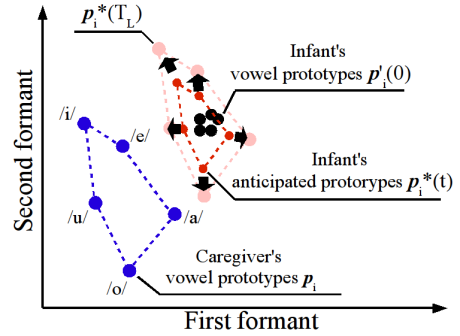 p_i*(T_L)
Infant's
vowel prototypes p'_i(0)
/i/
/e/
Infant's
anticipated protorypes p_i*(t)
/u/
/a/
Caregiver's
vowel prototypes p_i
/o/
Second formant
First formant